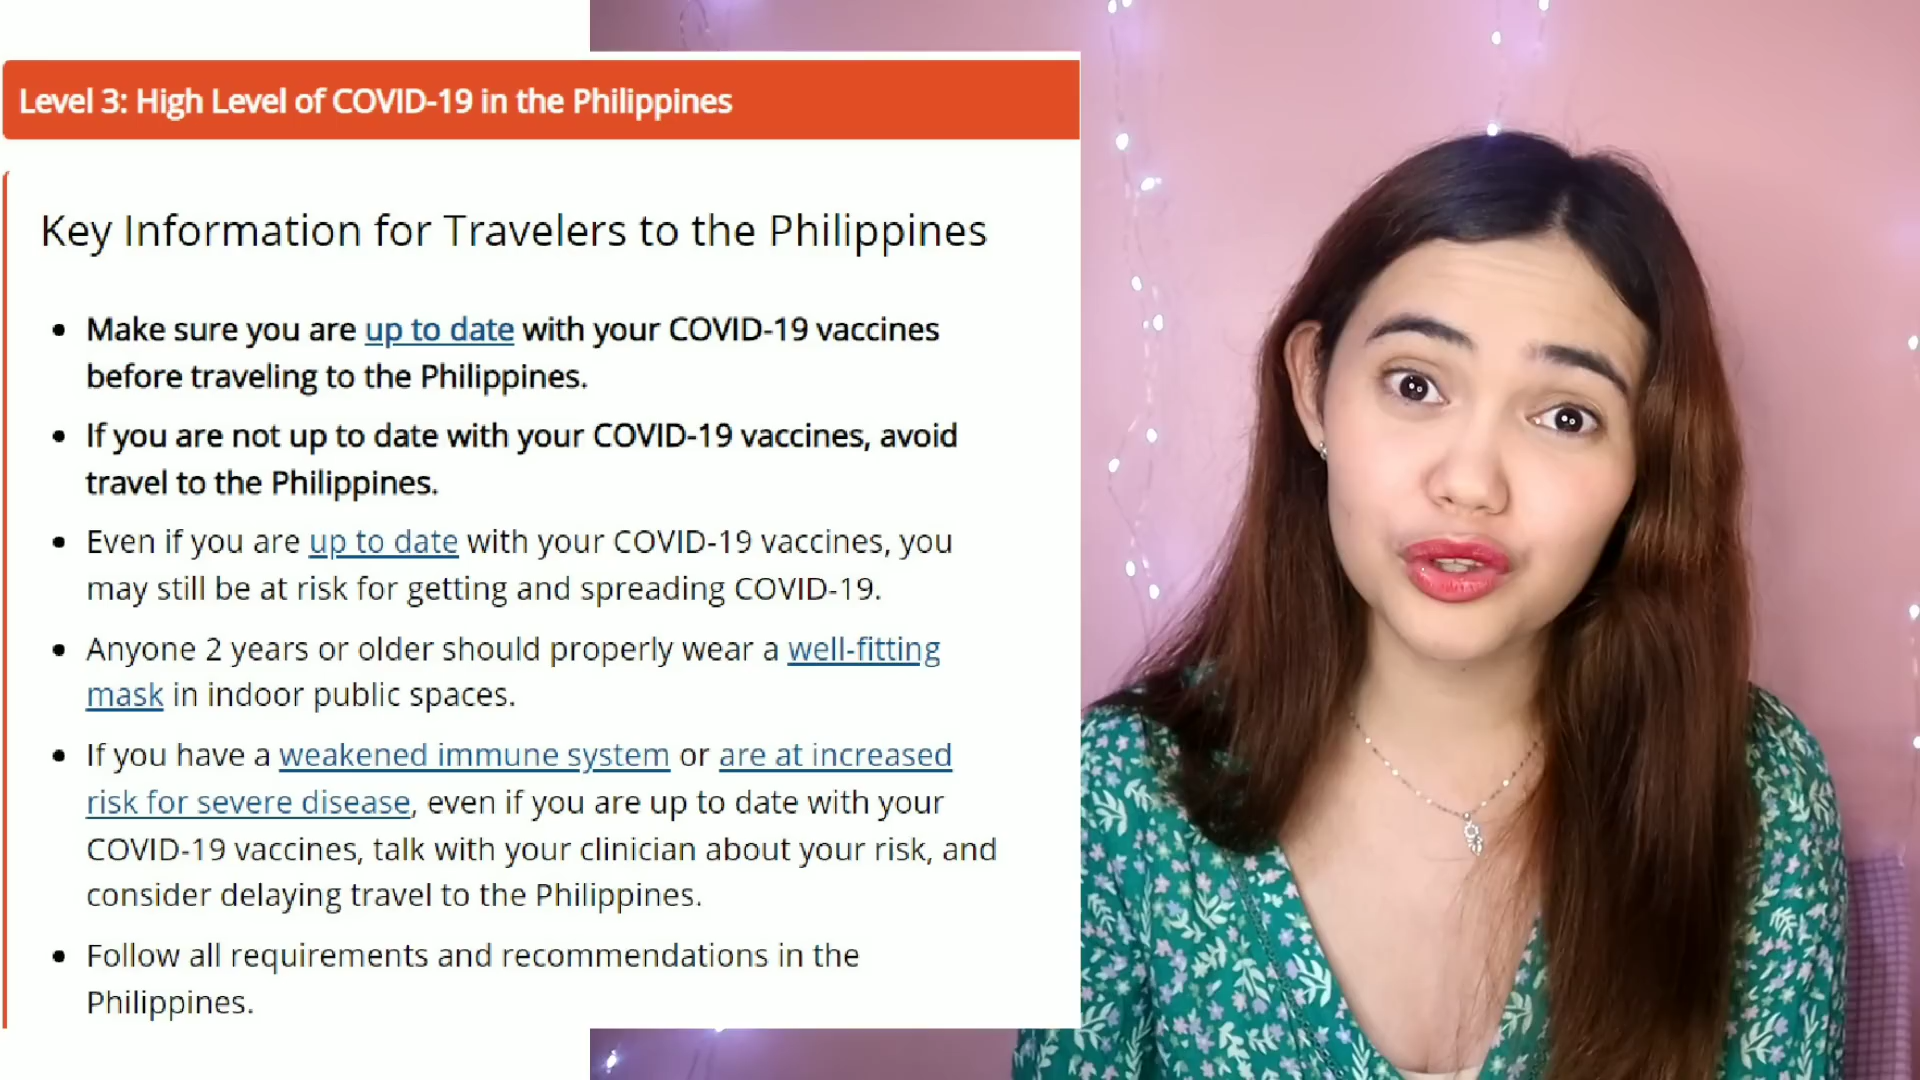 Level 3: High Level of COVID-19 in the Philippines
Key Information for Travelers to the Philippines
Make sure you are up to date with your COVID-19 vaccines
before traveling to the Philippines.
If you are not up to date with your COVID-19 vaccines, avoid
travel to the Philippines.
Even if you are up to date with your COVID-19 vaccines, you
may still be at risk for getting and spreading COVID-19.
Anyone 2 years or older should properly wear a well-fitting
mask in indoor public spaces.
If you have a weakened immune system or are at increased
risk for severe disease, even if you are up to date with your
COVID-19 vaccines, talk with your clinician about your risk, and
consider delaying travel to the Philippines.
Follow all requirements and recommendations in the
Philippines.